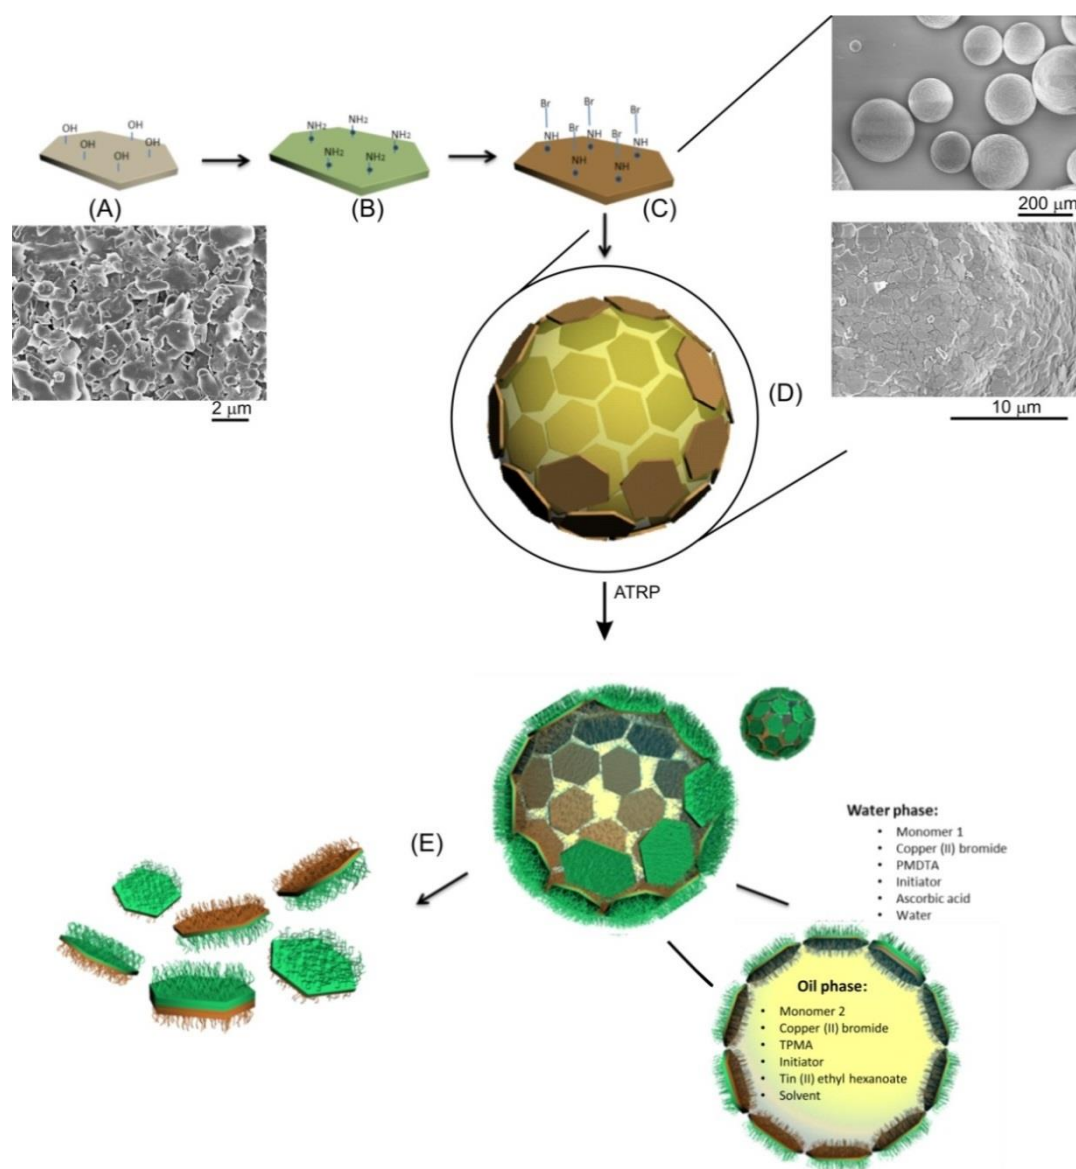 OH
OH
OH
OH
OH
(A)
NH2
NH2
NH2
NH2
NH2
(B)
Br
Br
Br
Br
Br
NH
NH
NH
NH
NH
(C)
200 μm
2 μm
10 μm
(D)
ATRP
(E)
Water phase:
• Monomer 1
• Copper (II) bromide
• PMDTA
• Initiator
• Ascorbic acid
• Water
Oil phase:
• Monomer 2
• Copper (II) bromide
• TPMA
• Initiator
• Tin (II) ethyl hexanoate
• Solvent